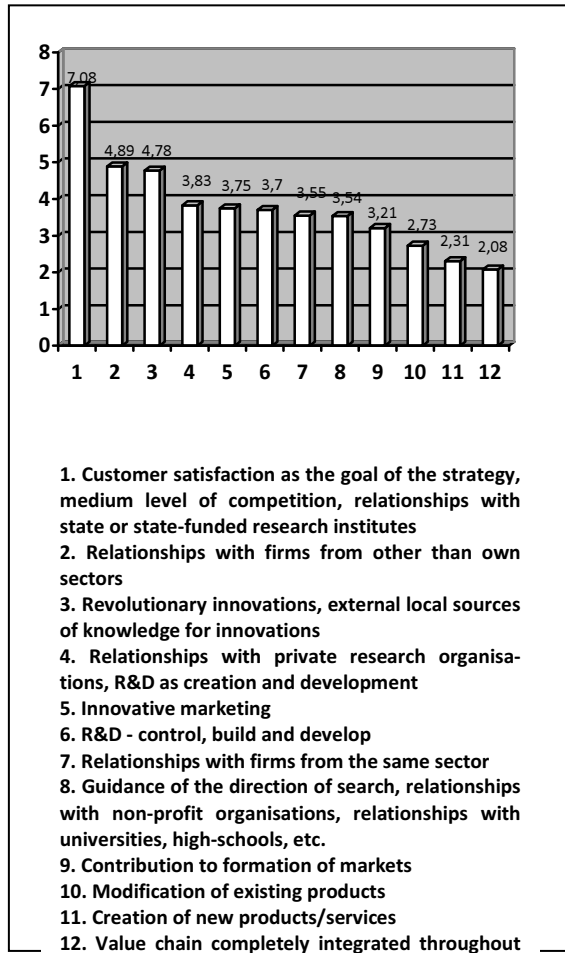 8
7
6
5
4
3
2
1
0
7,08
4,89
4,78
3,83
3,75
3,7
3,55
3,54
3,21
2,73
2,31
2,08
1 2 3 4 5 6 7 8 9 10 11 12
1. Customer satisfaction as the goal of the strategy,
medium level of competition, relationships with
state or state-funded research institutes
2. Relationships with firms from other than own
sectors
3. Revolutionary innovations, external local sources
of knowledge for innovations
4. Relationships with private research organisa-
tions, R&D as creation and development
5. Innovative marketing
6. R&D - control, build and develop
7. Relationships with firms from the same sector
8. Guidance of the direction of search, relationships
with non-profit organisations, relationships with
universities, high-schools, etc.
9. Contribution to formation of markets
10. Modification of existing products
11. Creation of new products/services
12. Value chain completely integrated throughout